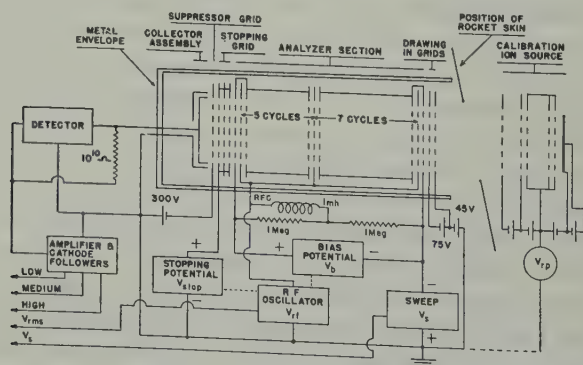 SUPPRESSOR GRID
POSITION OF
ROCKET SKIN
METAL
ENVELOPE
COLLECTOR
ASSEMBLY
STOPPING
GRID
ANALYZER SECTION
DRAWING
IN GRIDS
CALIBRATION
ION SOURCE
DETECTOR
5 CYCLES
7 CYCLES
10¹⁰Ω
300V
RFC
1mh
45V
1Meg
1Meg
75V
AMPLIFIER &
CATHODE
FOLLOWERS
STOPPING
POTENTIAL
Vstop
BIAS
POTENTIAL
Vb
Vrp
LOW
MEDIUM
HIGH
Vrms
Vs
RF
OSCILLATOR
Vrf
SWEEP
Vs